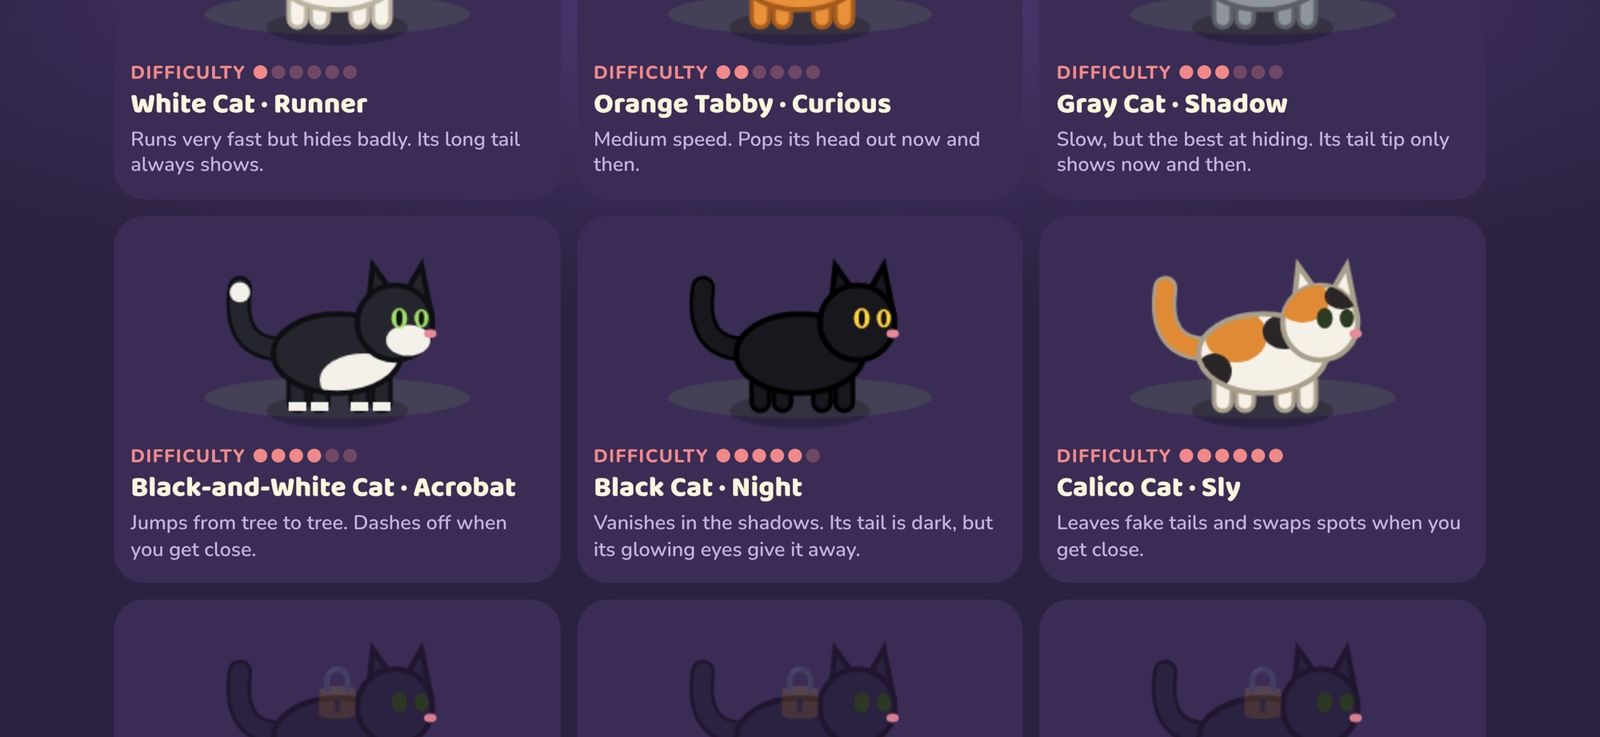 DIFFICULTY
White Cat · Runner
Runs very fast but hides badly. Its long tail
always shows.
DIFFICULTY
Orange Tabby · Curious
Medium speed. Pops its head out now and
then.
DIFFICULTY
Gray Cat · Shadow
Slow, but the best at hiding. Its tail tip only
shows now and then.
DIFFICULTY
Black-and-White Cat · Acrobat
Jumps from tree to tree. Dashes off when
you get close.
DIFFICULTY
Black Cat · Night
Vanishes in the shadows. Its tail is dark, but
its glowing eyes give it away.
DIFFICULTY
Calico Cat · Sly
Leaves fake tails and swaps spots when you
get close.